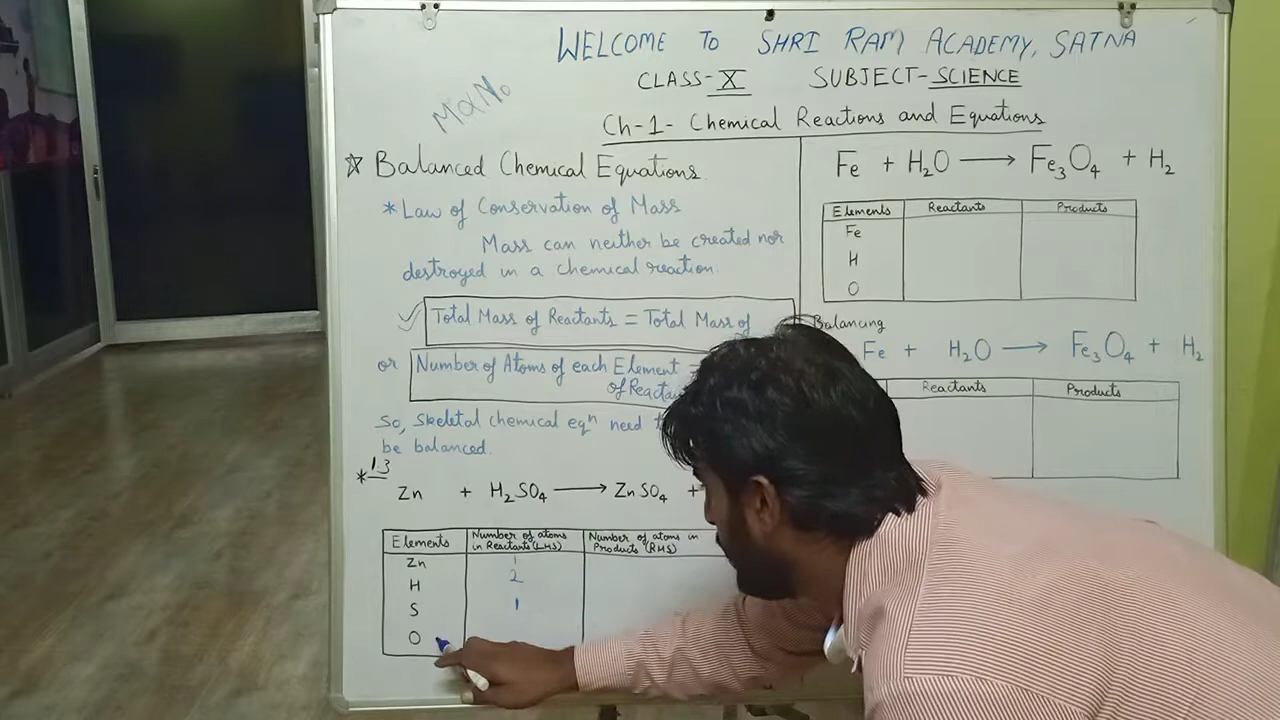 WELCOME TO SHRI RAM ACADEMY, SATNA
CLASS-X SUBJECT-SCIENCE
Ch-1- Chemical Reactions and Equations
☆ Balanced Chemical Equations.
* Law of Conservation of Mass
Mass can neither be created nor
destroyed in a chemical reaction.
✓ Total Mass of Reactants = Total Mass of
or Number of Atoms of each Element =
of
So, Skeletal chemical eqⁿ need
be balanced.
* 1.3
Zn + H₂SO₄ → ZnSO₄ +
Elements Number of atoms in Reactants (LHS) Number of atoms in Products (RHS)
Zn 1
H 2
S 1
O
Fe + H₂O → Fe₃O₄ + H₂
Elements Reactants Products
Fe
H
O
Balancing
Fe + H₂O → Fe₃O₄ + H₂
Reactants Products